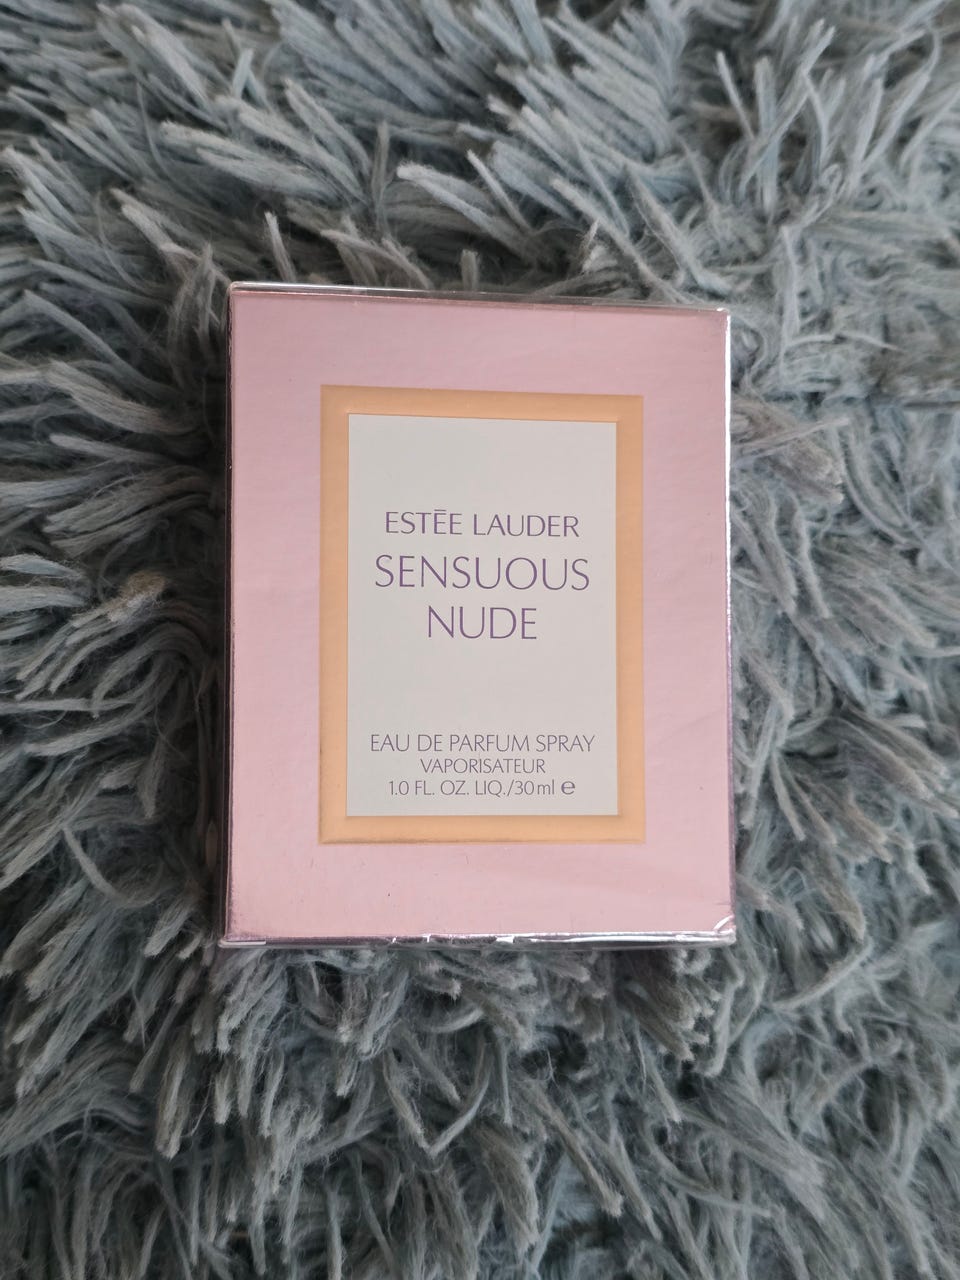 ESTĒE LAUDER
SENSUOUS
NUDE
EAU DE PARFUM SPRAY
VAPORISATEUR
1.0 FL. OZ. LIQ./30ml ℮